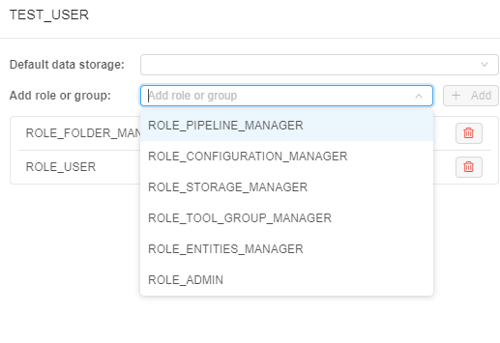 TEST_USER
Default data storage:
Add role or group: Add role or group + Add
ROLE_FOLDER_MAN
ROLE_USER
ROLE_PIPELINE_MANAGER
ROLE_CONFIGURATION_MANAGER
ROLE_STORAGE_MANAGER
ROLE_TOOL_GROUP_MANAGER
ROLE_ENTITIES_MANAGER
ROLE_ADMIN